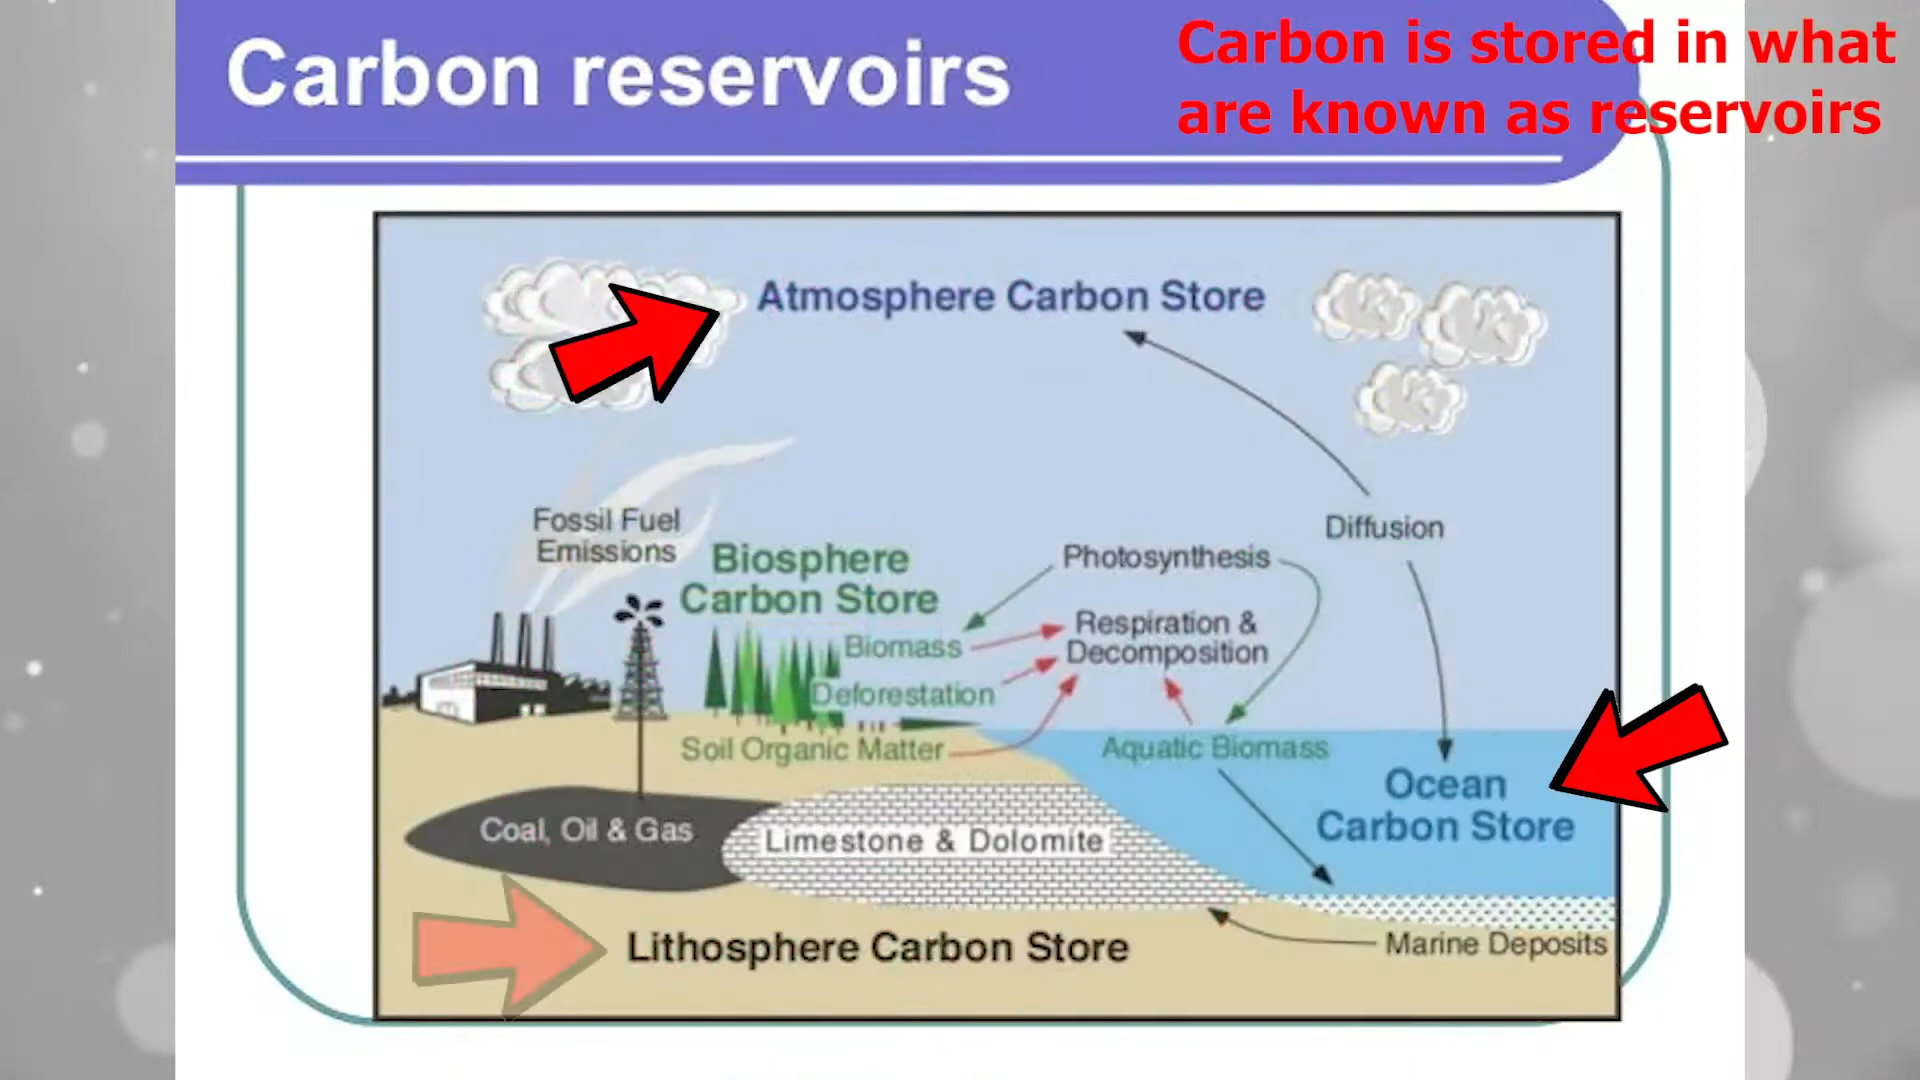 Carbon reservoirs
Carbon is stored in what
are known as reservoirs
Atmosphere Carbon Store
Fossil Fuel
Emissions
Biosphere
Carbon Store
Photosynthesis
Diffusion
Respiration &
Decomposition
Biomass
Deforestation
Soil Organic Matter
Aquatic Biomass
Ocean
Carbon Store
Coal, Oil & Gas
Limestone & Dolomite
Lithosphere Carbon Store
Marine Deposits